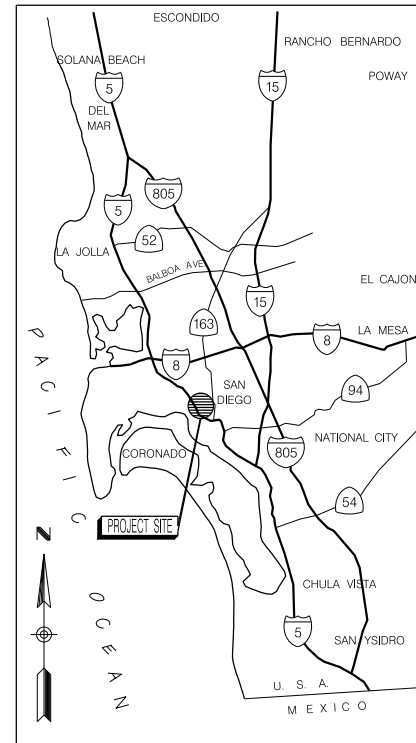 ESCONDIDO
RANCHO BERNARDO
SOLANA BEACH
5
15
POWAY
DEL
MAR
805
5
52
LA JOLLA
BALBOA AVE
EL CAJON
15
163
8
LA MESA
8
SAN
DIEGO
94
NATIONAL CITY
CORONADO
805
54
PROJECT SITE
PACIFIC
OCEAN
N
CHULA VISTA
5
SAN YSIDRO
U. S. A.
MEXICO